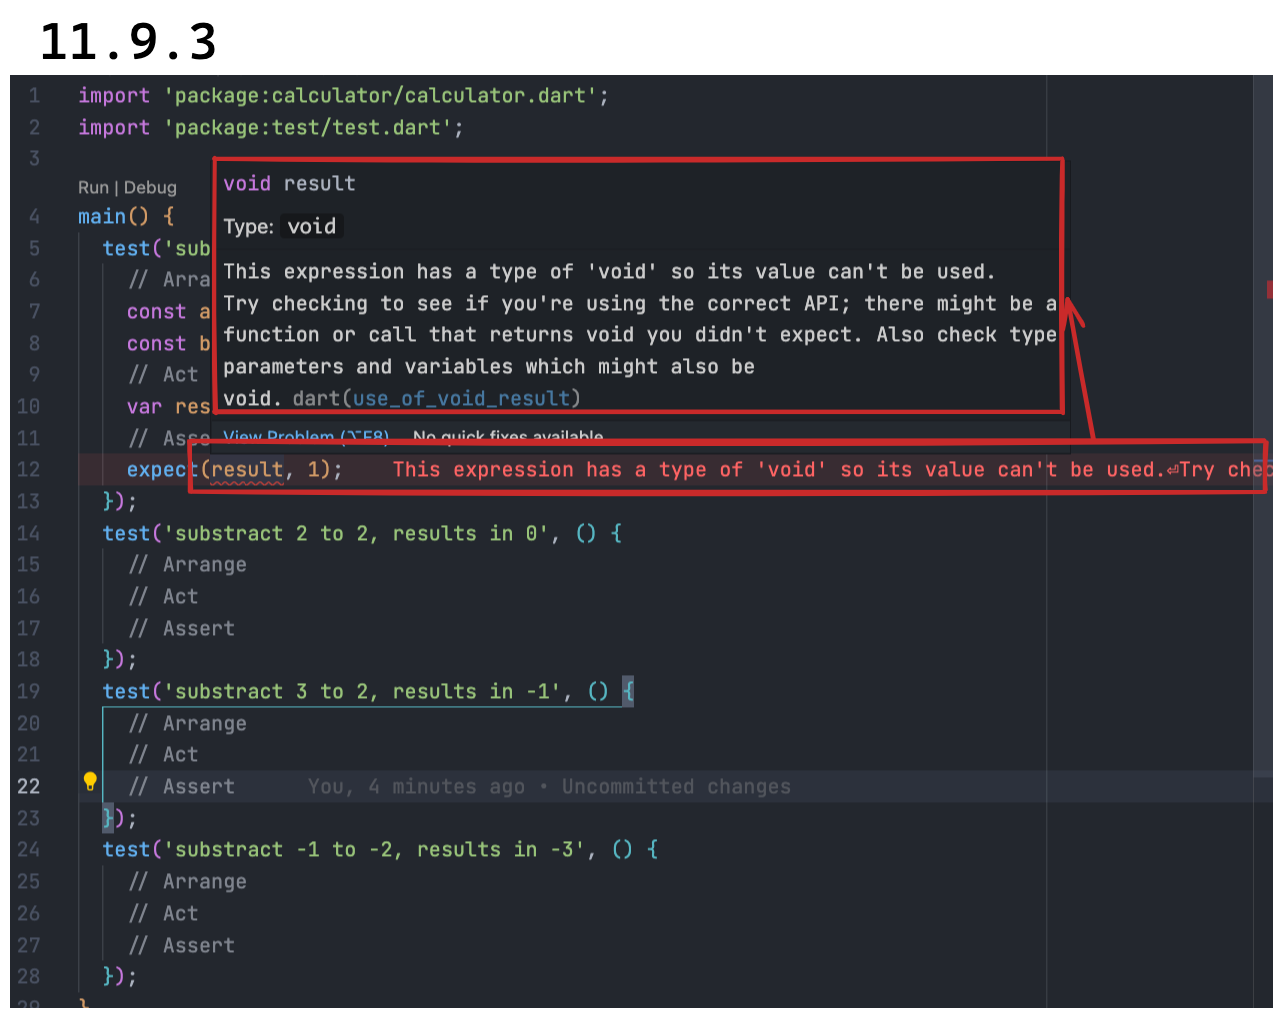 11.9.3
1 import 'package:calculator/calculator.dart';
2 import 'package:test/test.dart';
3
Run | Debug
void result
4 main() {
Type: void
5 test('sub
6 // Arra
This expression has a type of 'void' so its value can't be used.
7 const a
Try checking to see if you're using the correct API; there might be a
8 const b
function or call that returns void you didn't expect. Also check type
9 // Act
parameters and variables which might also be
10 var res
void. dart(use_of_void_result)
11 // Asse
View Problem (⌥F8) No quick fixes available
12 expect(result, 1); This expression has a type of 'void' so its value can't be used.⏎Try chec
13 });
14 test('substract 2 to 2, results in 0', () {
15 // Arrange
16 // Act
17 // Assert
18 });
19 test('substract 3 to 2, results in -1', () {
20 // Arrange
21 // Act
22 // Assert You, 4 minutes ago • Uncommitted changes
23 });
24 test('substract -1 to -2, results in -3', () {
25 // Arrange
26 // Act
27 // Assert
28 });
29 }